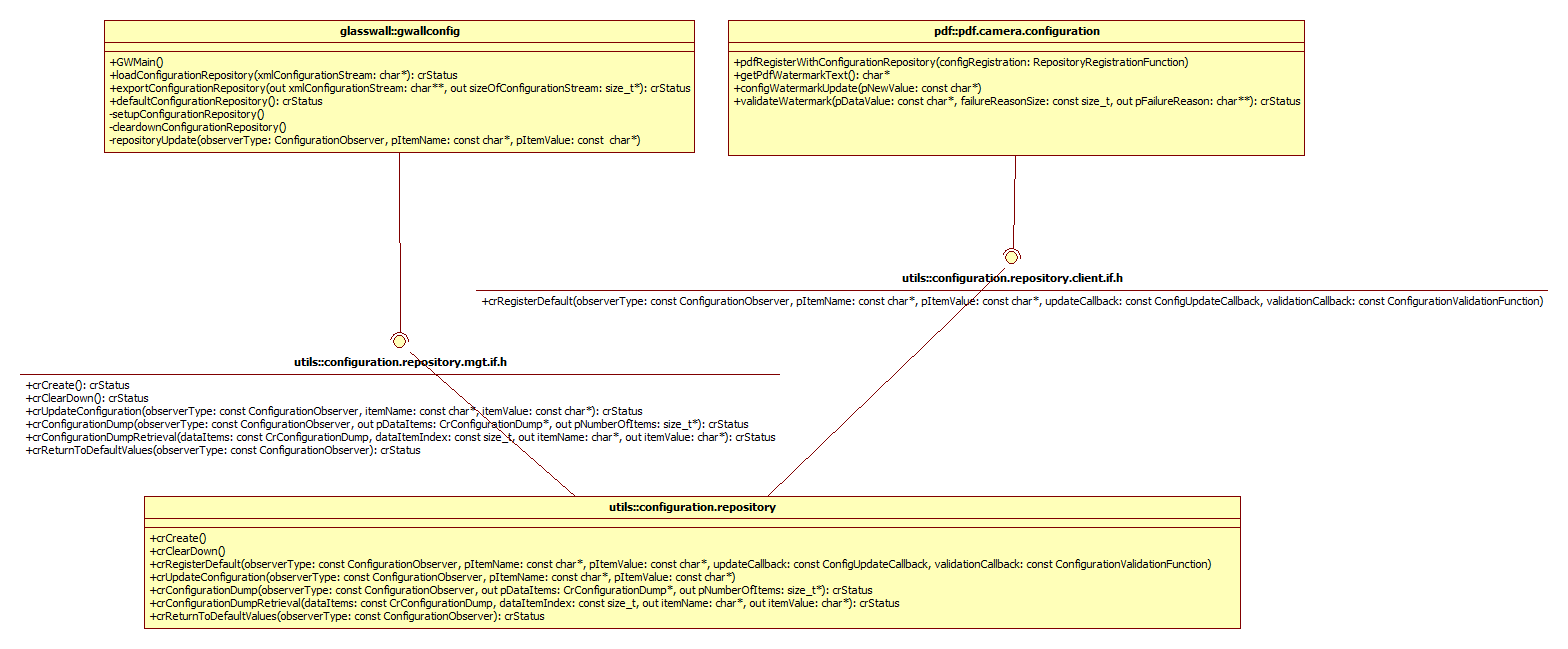 glasswall::gwallconfig
+GWMain()
+loadConfigurationRepository(xmlConfigurationStream: char*): crStatus
+exportConfigurationRepository(out xmlConfigurationStream: char**, out sizeOfConfigurationStream: size_t*): crStatus
+defaultConfigurationRepository(): crStatus
-setupConfigurationRepository()
-cleardownConfigurationRepository()
-repositoryUpdate(observerType: ConfigurationObserver, pItemName: const char*, pItemValue: const  char*)
pdf::pdf.camera.configuration
+pdfRegisterWithConfigurationRepository(configRegistration: RepositoryRegistrationFunction)
+getPdfWatermarkText(): char*
+configWatermarkUpdate(pNewValue: const char*)
+validateWatermark(pDataValue: const char*, failureReasonSize: const size_t, out pFailureReason: char**): crStatus
utils::configuration.repository.client.if.h
+crRegisterDefault(observerType: const ConfigurationObserver, pItemName: const char*, pItemValue: const char*, updateCallback: const ConfigUpdateCallback, validationCallback: const ConfigurationValidationFunction)
utils::configuration.repository.mgt.if.h
+crCreate(): crStatus
+crClearDown(): crStatus
+crUpdateConfiguration(observerType: const ConfigurationObserver, itemName: const char*, itemValue: const char*): crStatus
+crConfigurationDump(observerType: const ConfigurationObserver, out pDataItems: CrConfigurationDump*, out pNumberOfItems: size_t*): crStatus
+crConfigurationDumpRetrieval(dataItems: const CrConfigurationDump, dataItemIndex: const size_t, out itemName: char*, out itemValue: char*): crStatus
+crReturnToDefaultValues(observerType: const ConfigurationObserver): crStatus
utils::configuration.repository
+crCreate()
+crClearDown()
+crRegisterDefault(observerType: const ConfigurationObserver, pItemName: const char*, pItemValue: const char*, updateCallback: const ConfigUpdateCallback, validationCallback: const ConfigurationValidationFunction)
+crUpdateConfiguration(observerType: const ConfigurationObserver, pItemName: const char*, pItemValue: const char*)
+crConfigurationDump(observerType: const ConfigurationObserver, out pDataItems: CrConfigurationDump*, out pNumberOfItems: size_t*): crStatus
+crConfigurationDumpRetrieval(dataItems: const CrConfigurationDump, dataItemIndex: const size_t, out itemName: char*, out itemValue: char*): crStatus
+crReturnToDefaultValues(observerType: const ConfigurationObserver): crStatus